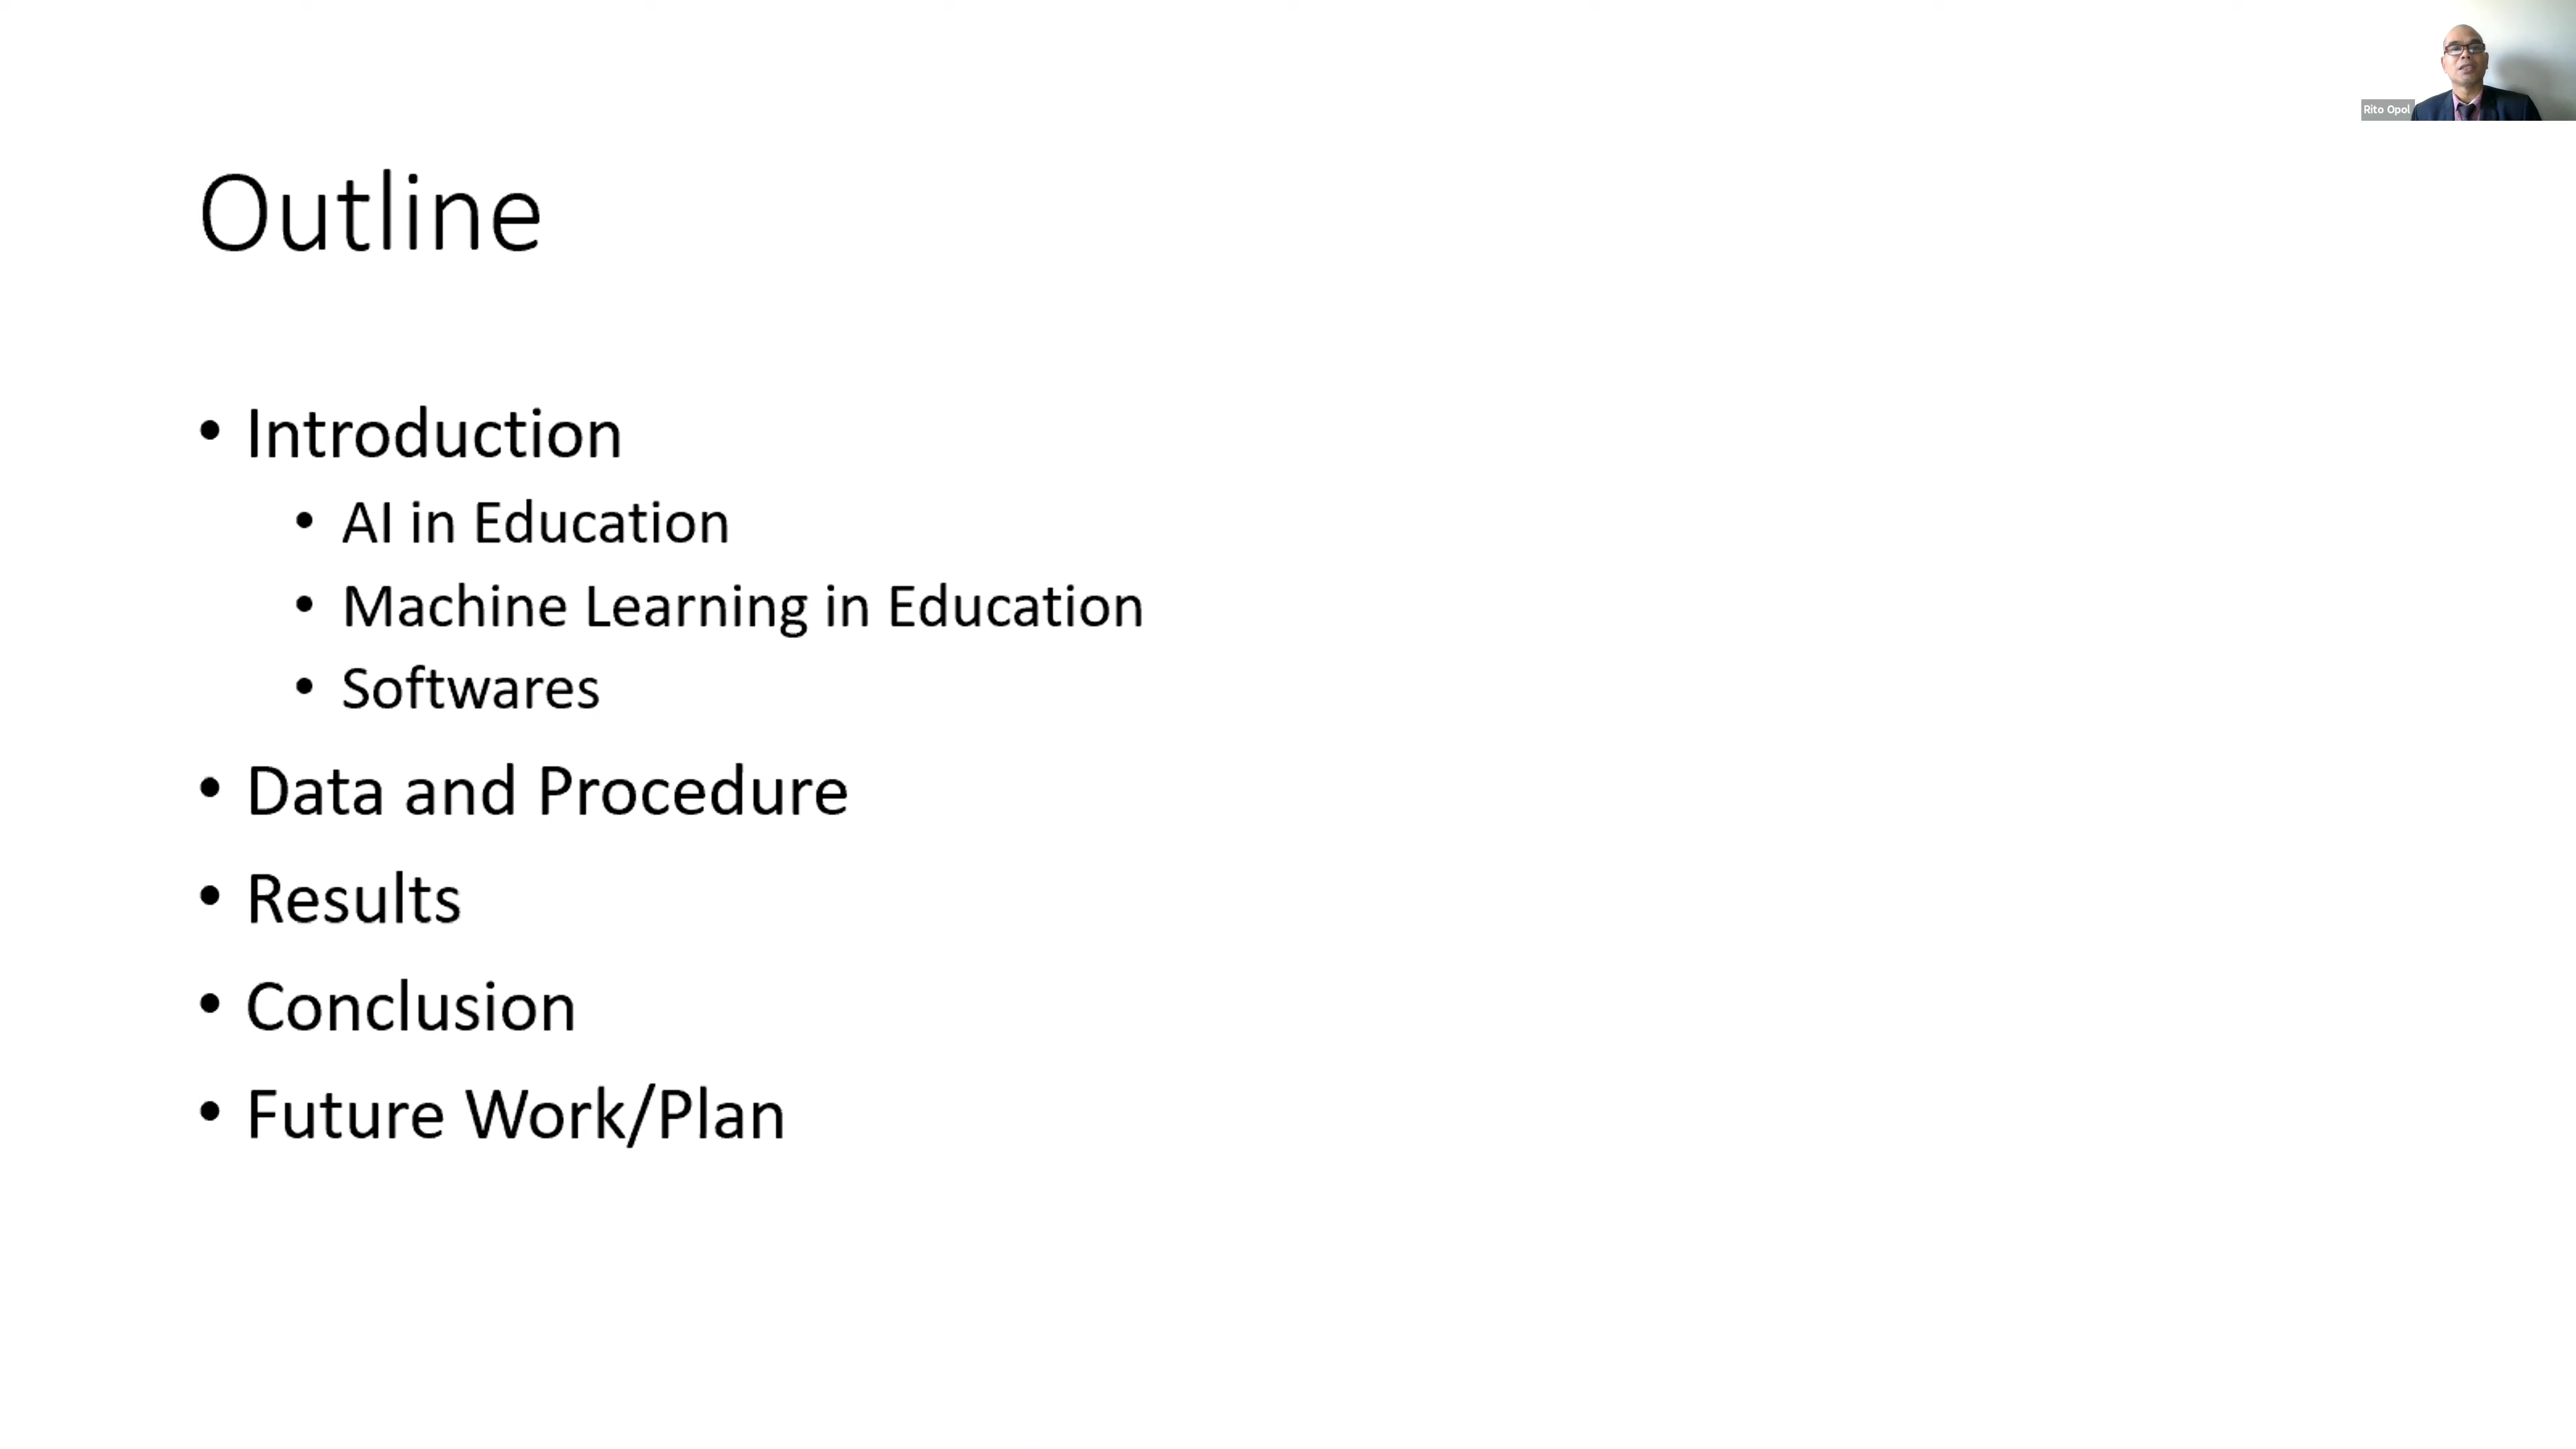 Rito Opol
Outline
• Introduction
• AI in Education
• Machine Learning in Education
• Softwares
• Data and Procedure
• Results
• Conclusion
• Future Work/Plan